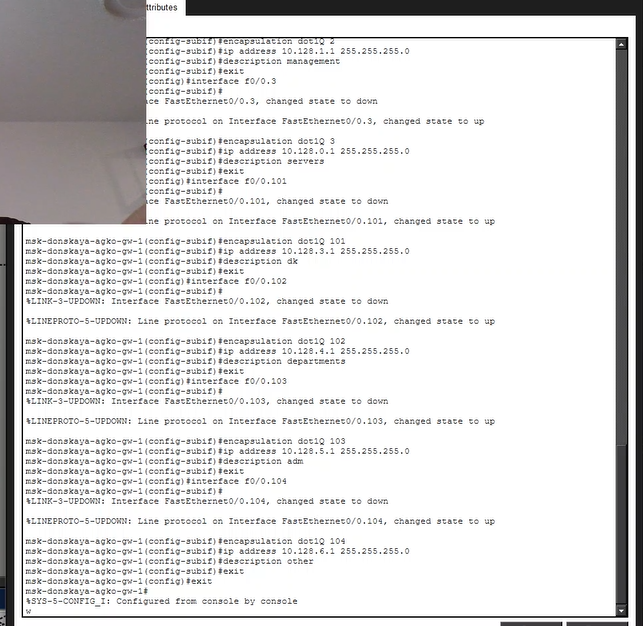 ttributes
(config-subif)#encapsulation dot1Q 2
(config-subif)#ip address 10.128.1.1 255.255.255.0
(config-subif)#description management
(config-subif)#exit
(config)#interface f0/0.3
(config-subif)#
ce FastEthernet0/0.3, changed state to down
ne protocol on Interface FastEthernet0/0.3, changed state to up
(config-subif)#encapsulation dot1Q 3
(config-subif)#ip address 10.128.0.1 255.255.255.0
(config-subif)#description servers
(config-subif)#exit
(config)#interface f0/0.101
(config-subif)#
ce FastEthernet0/0.101, changed state to down
ne protocol on Interface FastEthernet0/0.101, changed state to up
msk-donskaya-agko-gw-1(config-subif)#encapsulation dot1Q 101
msk-donskaya-agko-gw-1(config-subif)#ip address 10.128.3.1 255.255.255.0
msk-donskaya-agko-gw-1(config-subif)#description dk
msk-donskaya-agko-gw-1(config-subif)#exit
msk-donskaya-agko-gw-1(config)#interface f0/0.102
msk-donskaya-agko-gw-1(config-subif)#
%LINK-3-UPDOWN: Interface FastEthernet0/0.102, changed state to down
%LINEPROTO-5-UPDOWN: Line protocol on Interface FastEthernet0/0.102, changed state to up
msk-donskaya-agko-gw-1(config-subif)#encapsulation dot1Q 102
msk-donskaya-agko-gw-1(config-subif)#ip address 10.128.4.1 255.255.255.0
msk-donskaya-agko-gw-1(config-subif)#description departments
msk-donskaya-agko-gw-1(config-subif)#exit
msk-donskaya-agko-gw-1(config)#interface f0/0.103
msk-donskaya-agko-gw-1(config-subif)#
%LINK-3-UPDOWN: Interface FastEthernet0/0.103, changed state to down
%LINEPROTO-5-UPDOWN: Line protocol on Interface FastEthernet0/0.103, changed state to up
msk-donskaya-agko-gw-1(config-subif)#encapsulation dot1Q 103
msk-donskaya-agko-gw-1(config-subif)#ip address 10.128.5.1 255.255.255.0
msk-donskaya-agko-gw-1(config-subif)#description adm
msk-donskaya-agko-gw-1(config-subif)#exit
msk-donskaya-agko-gw-1(config)#interface f0/0.104
msk-donskaya-agko-gw-1(config-subif)#
%LINK-3-UPDOWN: Interface FastEthernet0/0.104, changed state to down
%LINEPROTO-5-UPDOWN: Line protocol on Interface FastEthernet0/0.104, changed state to up
msk-donskaya-agko-gw-1(config-subif)#encapsulation dot1Q 104
msk-donskaya-agko-gw-1(config-subif)#ip address 10.128.6.1 255.255.255.0
msk-donskaya-agko-gw-1(config-subif)#description other
msk-donskaya-agko-gw-1(config-subif)#exit
msk-donskaya-agko-gw-1(config)#exit
msk-donskaya-agko-gw-1#
%SYS-5-CONFIG_I: Configured from console by console
w